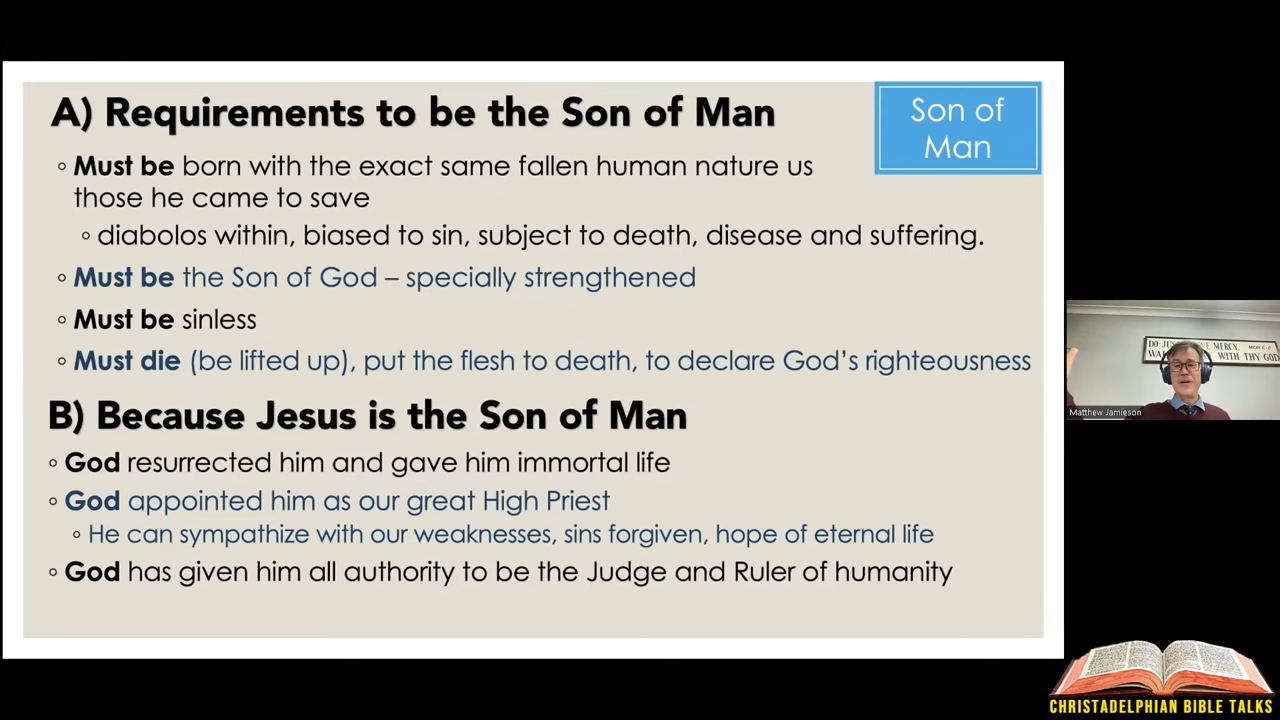 A) Requirements to be the Son of Man
Son of
Man
◦ Must be born with the exact same fallen human nature us
those he came to save
◦ diabolos within, biased to sin, subject to death, disease and suffering.
◦ Must be the Son of God – specially strengthened
◦ Must be sinless
◦ Must die (be lifted up), put the flesh to death, to declare God's righteousness
B) Because Jesus is the Son of Man
◦ God resurrected him and gave him immortal life
◦ God appointed him as our great High Priest
◦ He can sympathize with our weaknesses, sins forgiven, hope of eternal life
◦ God has given him all authority to be the Judge and Ruler of humanity
DO JUST MERCY,
WITH THY GOD
Matthew Jamieson
CHRISTADELPHIAN BIBLE TALKS